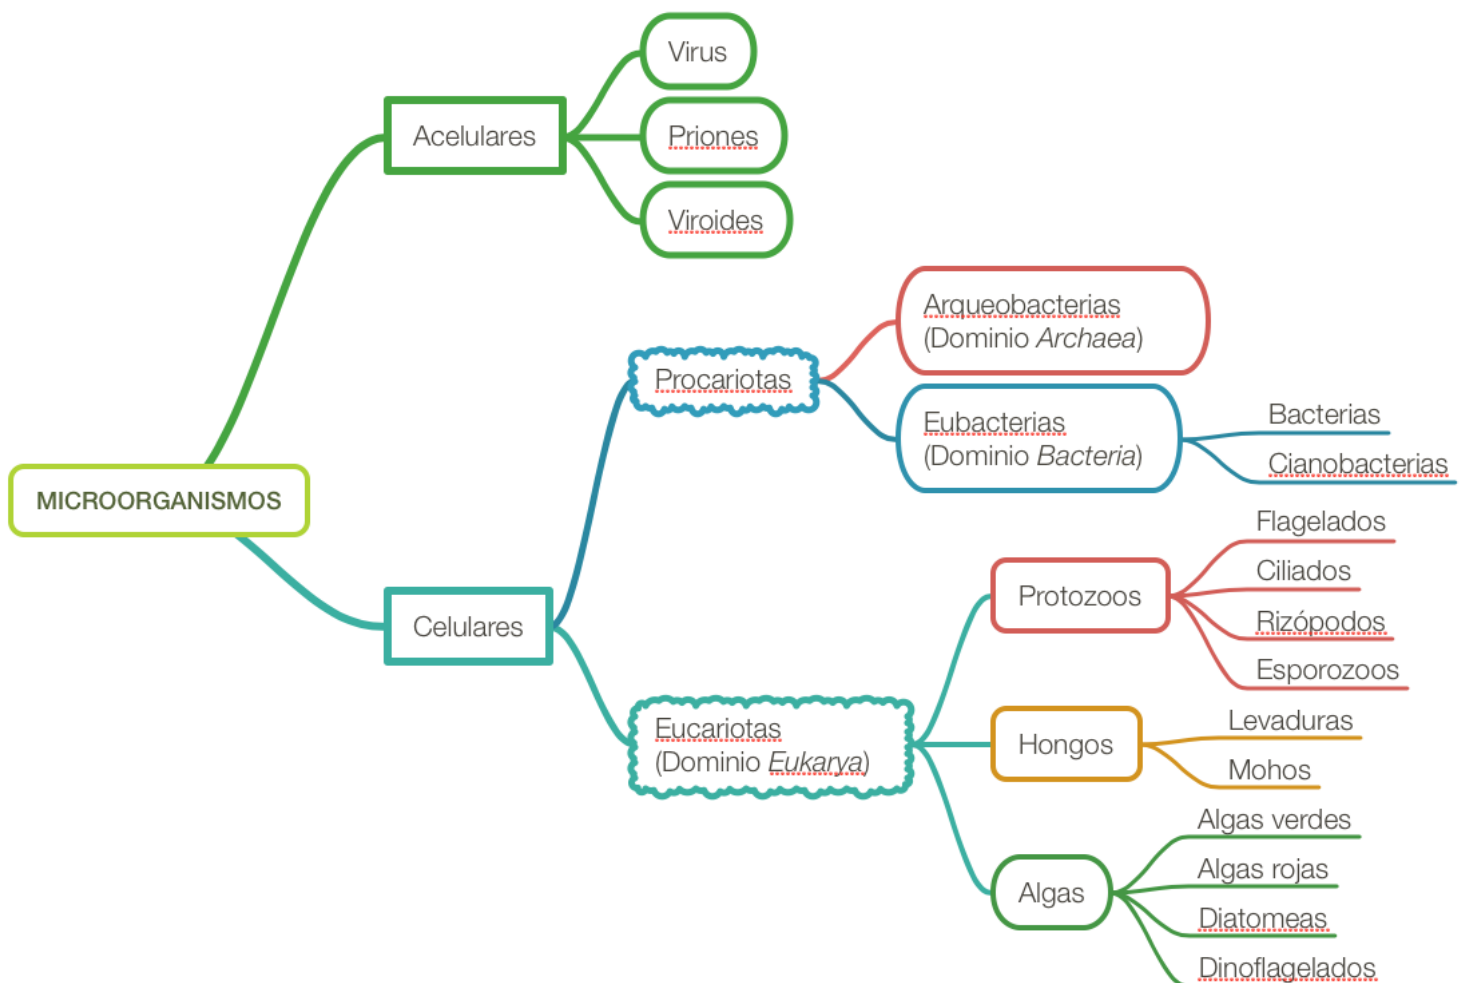 Virus
Acelulares
Priones
Viroides
Arqueobacterias
(Dominio Archaea)
Procariotas
Eubacterias
(Dominio Bacteria)
Bacterias
Cianobacterias
MICROORGANISMOS
Celulares
Flagelados
Ciliados
Protozoos
Rizópodos
Esporozoos
Eucariotas
(Dominio Eukarya)
Hongos
Levaduras
Mohos
Algas verdes
Algas rojas
Algas
Diatomeas
Dinoflagelados